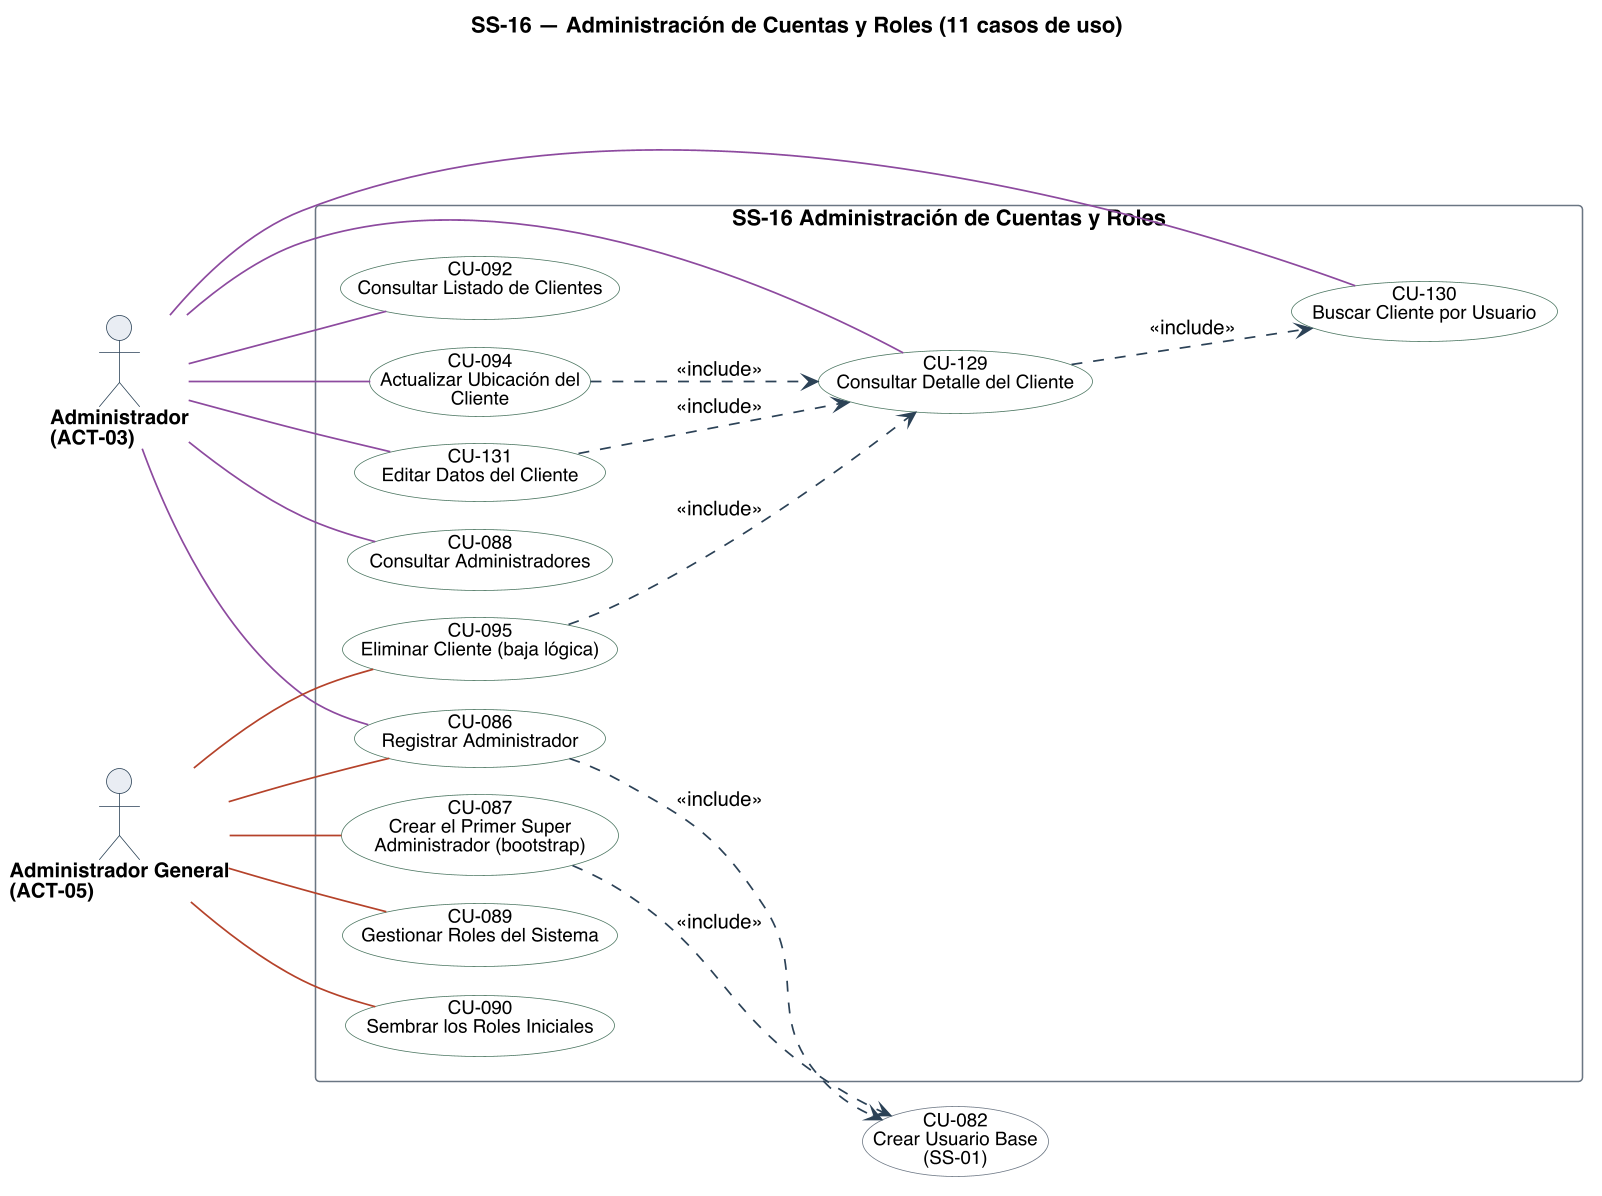 SS-16 — Administración de Cuentas y Roles (11 casos de uso)
SS-16 Administración de Cuentas y Roles
CU-092
Consultar Listado de Clientes
CU-130
Buscar Cliente por Usuario
«include»
CU-094
Actualizar Ubicación del
Cliente
«include»
CU-129
Consultar Detalle del Cliente
«include»
Administrador
(ACT-03)
CU-131
Editar Datos del Cliente
«include»
CU-088
Consultar Administradores
CU-095
Eliminar Cliente (baja lógica)
CU-086
Registrar Administrador
«include»
CU-087
Crear el Primer Super
Administrador (bootstrap)
Administrador General
(ACT-05)
«include»
CU-089
Gestionar Roles del Sistema
CU-090
Sembrar los Roles Iniciales
CU-082
Crear Usuario Base
(SS-01)